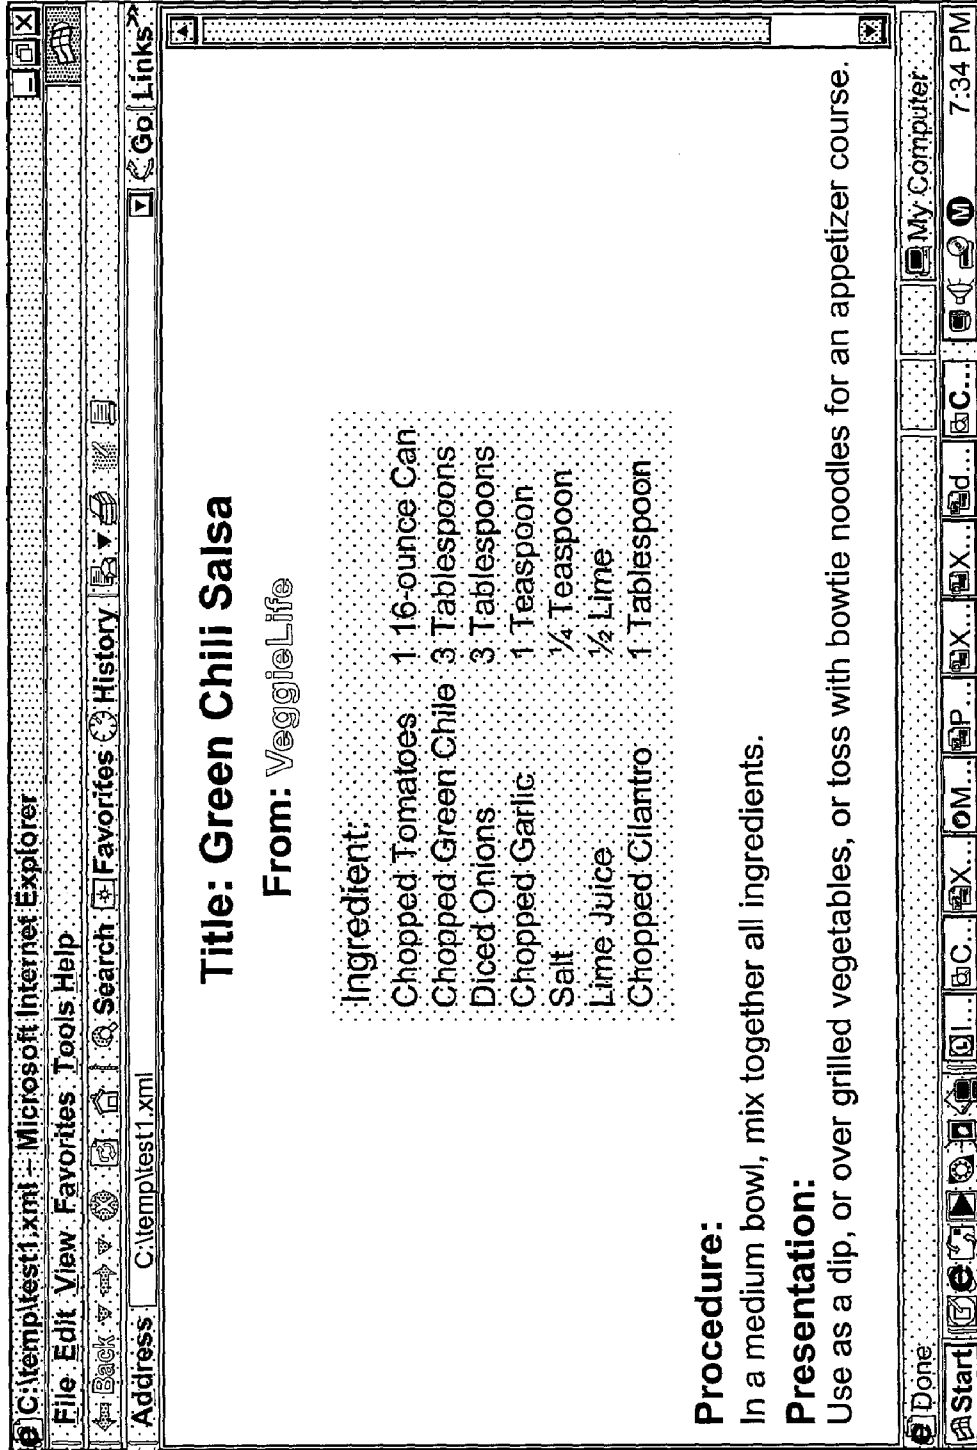 C:\temp\test1.xml – Microsoft Internet Explorer
File Edit View Favorites Tools Help
Back Search Favorites History
Address C:\temp\test1.xml Go Links »
Title: Green Chili Salsa
From: VeggieLife
Ingredient:
Chopped Tomatoes 1 16-ounce Can
Chopped Green Chile 3 Tablespoons
Diced Onions 3 Tablespoons
Chopped Garlic 1 Teaspoon
Salt ¼ Teaspoon
Lime Juice ½ Lime
Chopped Cilantro 1 Tablespoon
Procedure:
In a medium bowl, mix together all ingredients.
Presentation:
Use as a dip, or over grilled vegetables, or toss with bowtie noodles for an appetizer course.
Done My Computer
Start I... C... X... M... P... X... X... d... C... M 7:34 PM